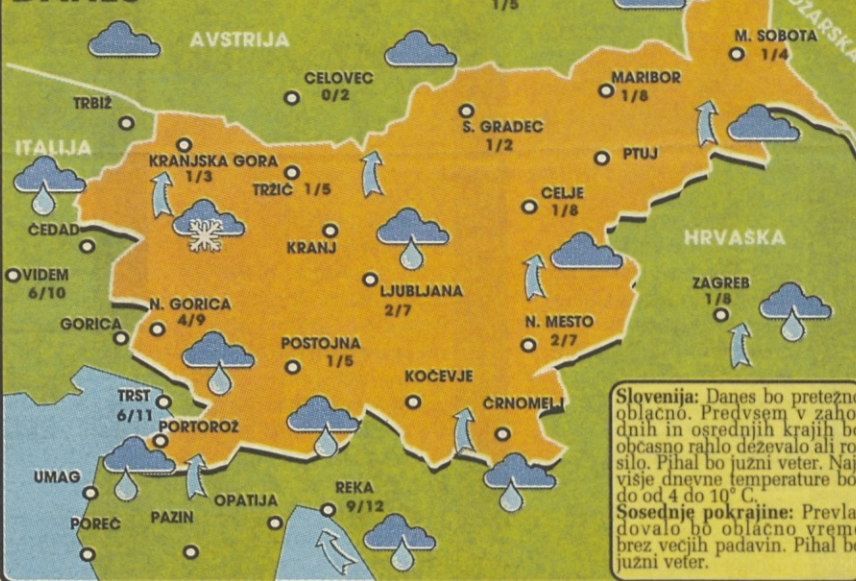 1/5
AVSTRIJA
M. SOBOTA
1/4
CELOVEC
0/2
MARIBOR
1/8
TRBIŽ
S. GRADEC
1/2
ITALIJA
PTUJ
KRANJSKA GORA
1/3
TRŽIČ 1/5
CELJE
1/8
ČEDAD
KRANJ
HRVAŠKA
VIDEM
6/10
LJUBLJANA
2/7
ZAGREB
1/8
N. GORICA
4/9
GORICA
N. MESTO
2/7
POSTOJNA
1/5
KOČEVJE
TRST
6/11
ČRNOMELJ
PORTOROŽ
UMAG
OPATIJA
REKA
9/12
POREČ
PAZIN
Slovenija: Danes bo pretežno
oblačno. Predvsem v zaho-
dnih in osrednjih krajih bo
občasno rahlo deževalo ali ro-
silo. Pihal bo južni veter. Naj-
višje dnevne temperature bo-
do od 4 do 10° C.
Sosednje pokrajine: Prevla-
dovalo bo oblačno vreme
brez večjih padavin. Pihal bo
južni veter.